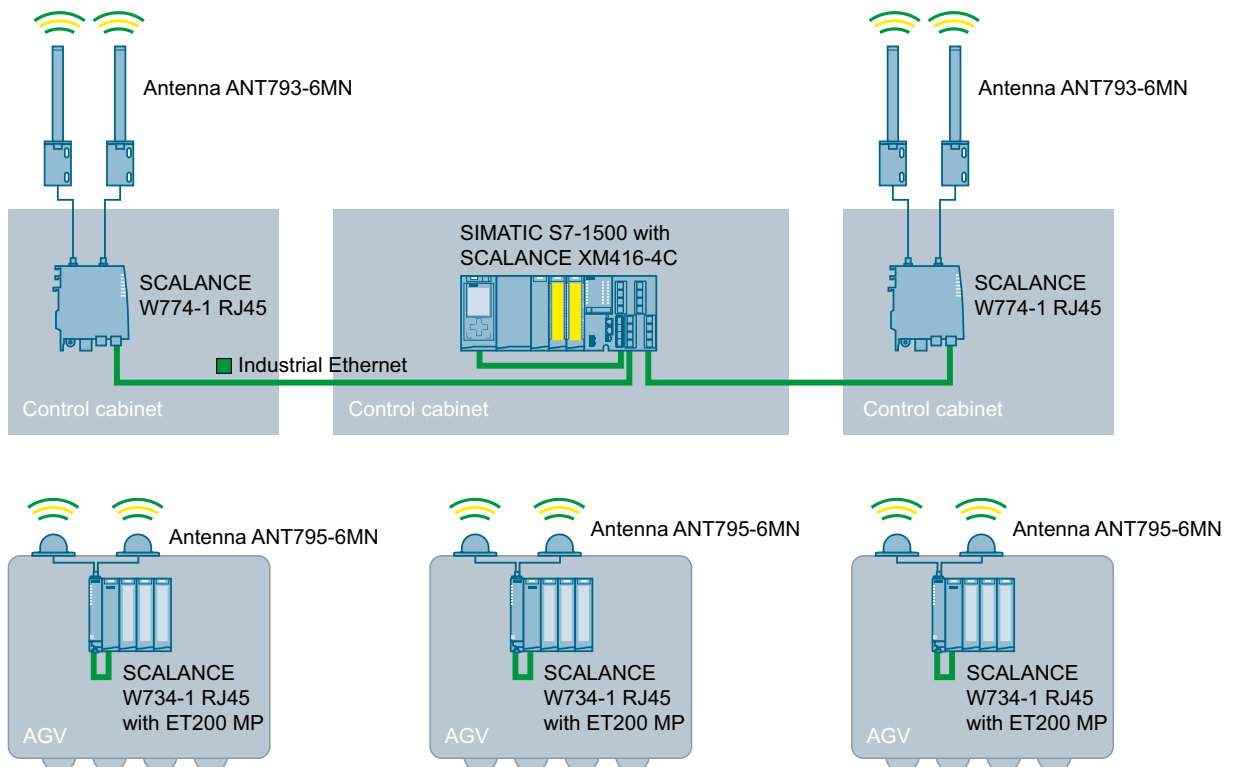 Antenna ANT793-6MN
Antenna ANT793-6MN
SCALANCE
W774-1 RJ45
SIMATIC S7-1500 with
SCALANCE XM416-4C
SCALANCE
W774-1 RJ45
Industrial Ethernet
Control cabinet
Control cabinet
Control cabinet
Antenna ANT795-6MN
Antenna ANT795-6MN
Antenna ANT795-6MN
SCALANCE
W734-1 RJ45
with ET200 MP
AGV
SCALANCE
W734-1 RJ45
with ET200 MP
AGV
SCALANCE
W734-1 RJ45
with ET200 MP
AGV